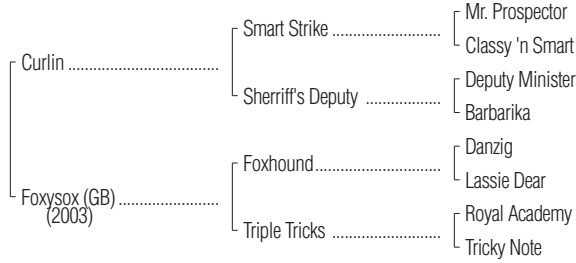 Mr. Prospector
Smart Strike ..............................
Classy 'n Smart
Curlin ..........................................
Deputy Minister
Sherriff's Deputy .....................
Barbarika
Danzig
Foxhound...................................
Lassie Dear
Foxysox (GB) ............................
(2003)
Royal Academy
Triple Tricks ..............................
Tricky Note